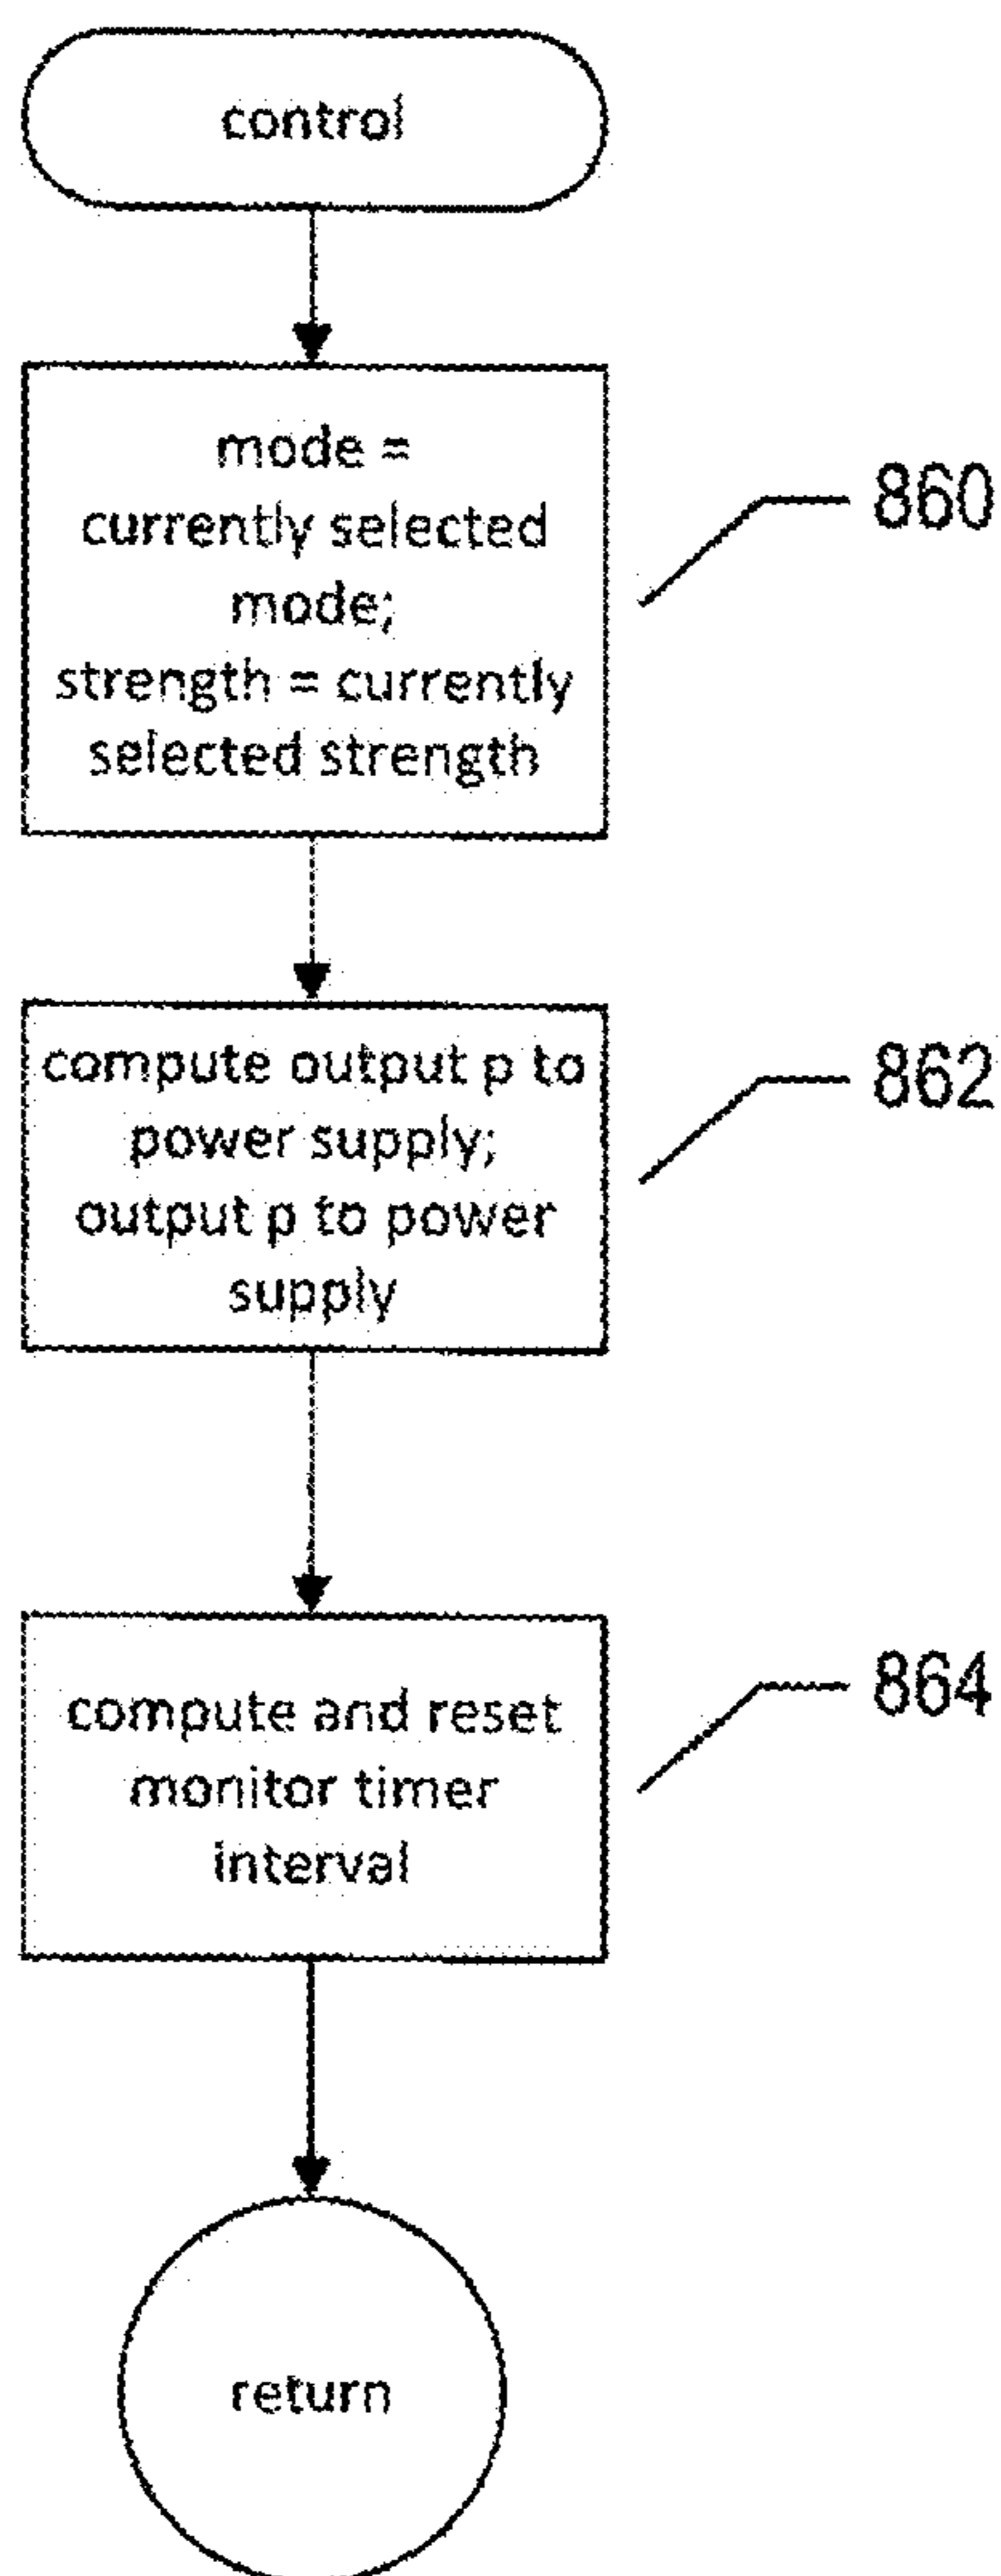 control
mode =
currently selected
mode;
strength = currently
selected strength
860
compute output p to
power supply;
output p to power
supply
862
compute and reset
monitor timer
interval
864
return